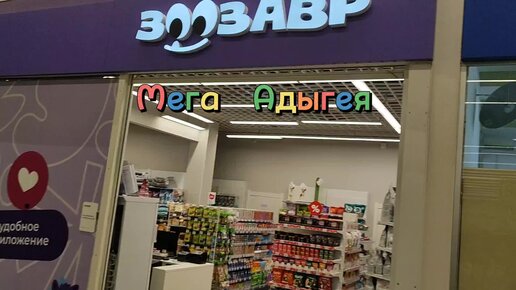 ЗООЗАВР
Мега Адыгея
%
удобное
приложение